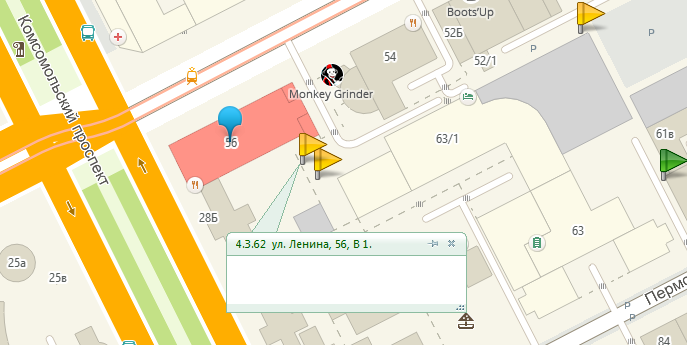 Комсомольский проспект
Boots'Up
52Б
54
52/1
P
Monkey Grinder
P
56
63/1
61в
28Б
4.3.62 ул. Ленина, 56, В 1.
63
25а
25в
Пермс
P
P
84